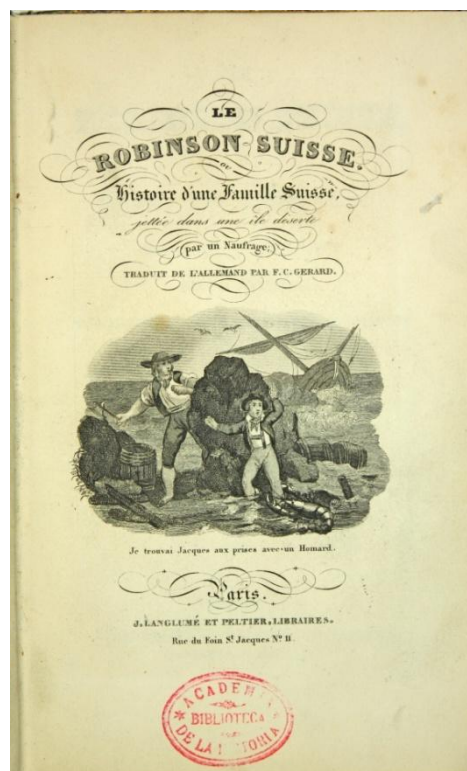 LE
ROBINSON SUISSE,
OU
Histoire d'une Famille Suisse,
jettée dans une île déserte
par un Naufrage;
TRADUIT DE L'ALLEMAND PAR F. C. GERARD.
Je trouvai Jacques aux prises avec un Homard.
Paris.
J. LANGLUMÉ ET PELTIER, LIBRAIRES.
Rue du Foin St Jacques No 11.
ACADEMIA
BIBLIOTECA
DE LA HISTORIA